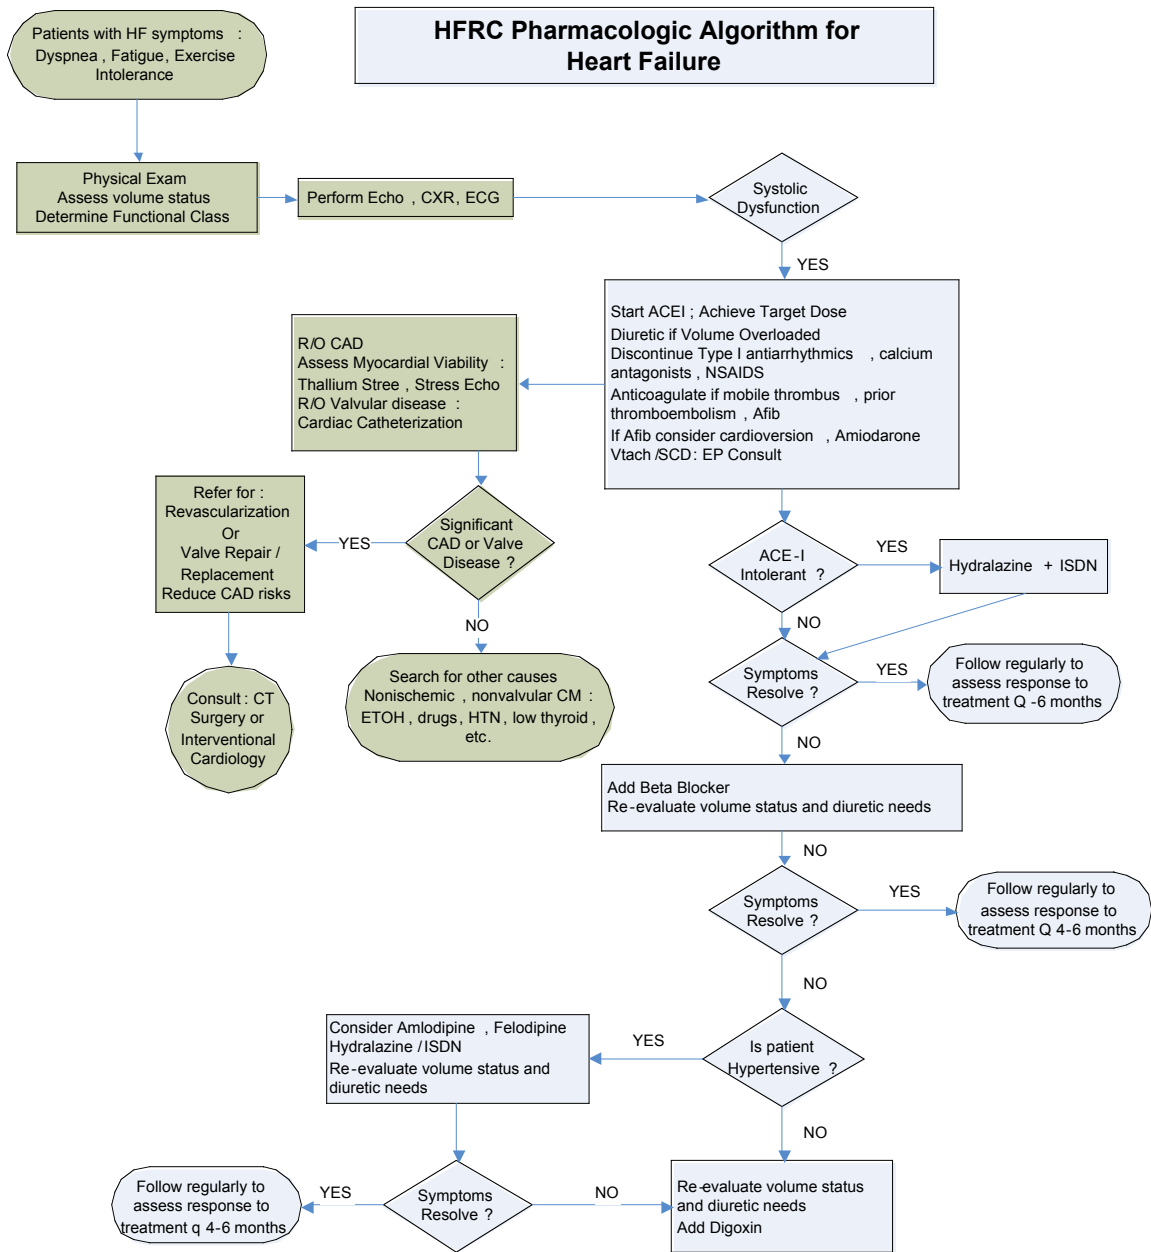 HFRC Pharmacologic Algorithm for
Heart Failure
Patients with HF symptoms :
Dyspnea , Fatigue, Exercise
Intolerance
Physical Exam
Assess volume status
Determine Functional Class
Perform Echo , CXR, ECG
Systolic
Dysfunction
YES
Start ACEI ; Achieve Target Dose
Diuretic if Volume Overloaded
Discontinue Type I antiarrhythmics , calcium
antagonists , NSAIDS
Anticoagulate if mobile thrombus , prior
thromboembolism , Afib
If Afib consider cardioversion , Amiodarone
Vtach /SCD: EP Consult
R/O CAD
Assess Myocardial Viability :
Thallium Stree , Stress Echo
R/O Valvular disease :
Cardiac Catheterization
Significant
CAD or Valve
Disease ?
YES
Refer for :
Revascularization
Or
Valve Repair /
Replacement
Reduce CAD risks
Consult : CT
Surgery or
Interventional
Cardiology
NO
Search for other causes
Nonischemic , nonvalvular CM :
ETOH , drugs, HTN, low thyroid ,
etc.
ACE-I
Intolerant ?
YES
Hydralazine + ISDN
NO
Symptoms
Resolve ?
YES
Follow regularly to
assess response to
treatment Q -6 months
NO
Add Beta Blocker
Re-evaluate volume status and diuretic needs
NO
Symptoms
Resolve ?
YES
Follow regularly to
assess response to
treatment Q 4-6 months
NO
Is patient
Hypertensive ?
YES
Consider Amlodipine , Felodipine
Hydralazine /ISDN
Re-evaluate volume status and
diuretic needs
NO
Symptoms
Resolve ?
YES
Follow regularly to
assess response to
treatment q 4-6 months
NO
Re-evaluate volume status
and diuretic needs
Add Digoxin